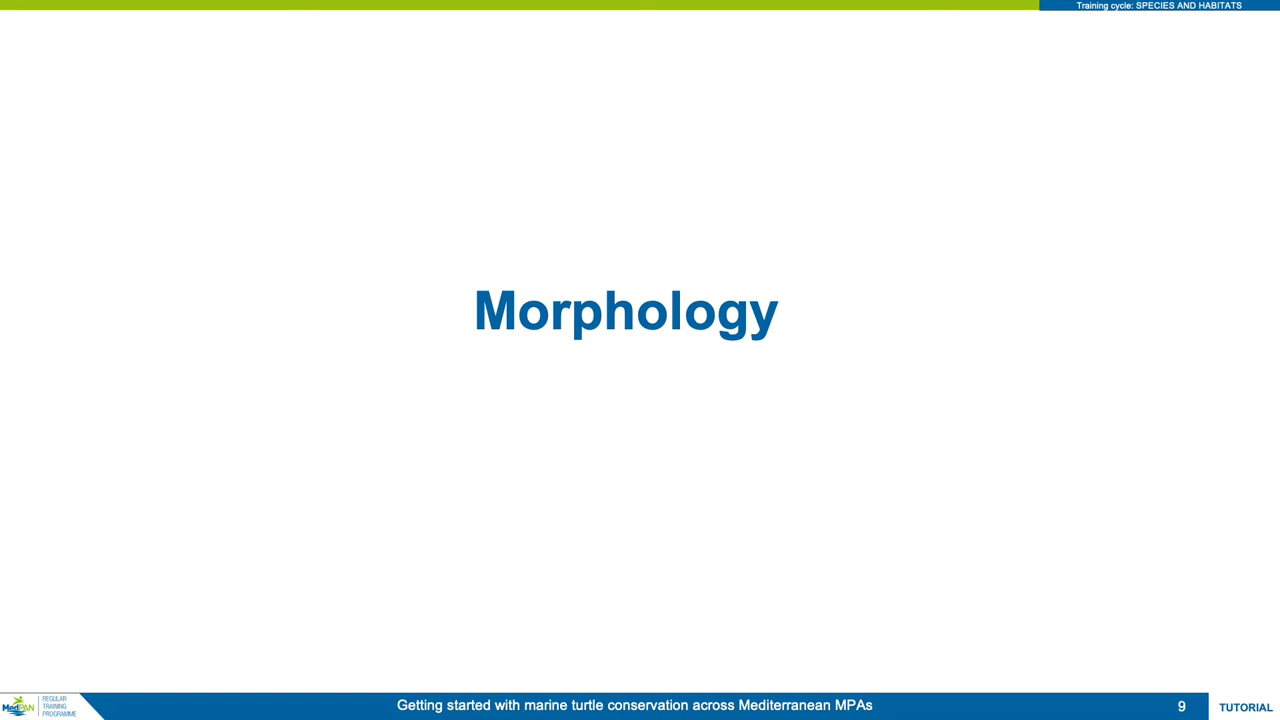 Training cycle: SPECIES AND HABITATS
Morphology
MedPAN
REGULAR
TRAINING
PROGRAMME
Getting started with marine turtle conservation across Mediterranean MPAs
9
TUTORIAL